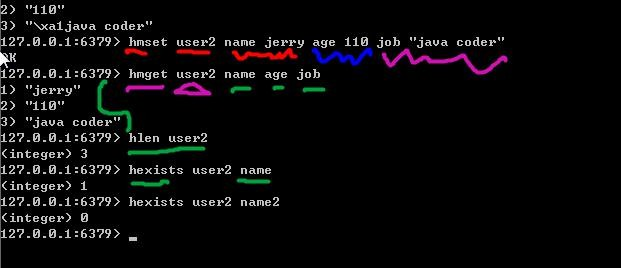 2) "110"
3) "\xa1java coder"
127.0.0.1:6379> hmset user2 name jerry age 110 job "java coder"
OK
127.0.0.1:6379> hmget user2 name age job
1) "jerry"
2) "110"
3) "java coder"
127.0.0.1:6379> hlen user2
(integer) 3
127.0.0.1:6379> hexists user2 name
(integer) 1
127.0.0.1:6379> hexists user2 name2
(integer) 0
127.0.0.1:6379> _